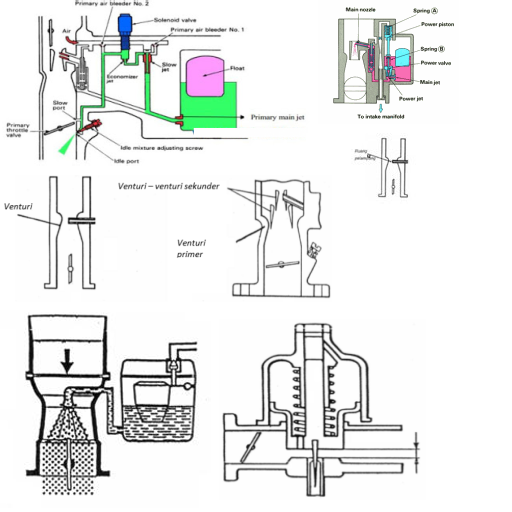 Primary air bleeder No. 2
Solenoid valve
Primary air bleeder No. 1
Air
Economizer
jet
Slow
jet
Float
Slow
port
Primary main jet
Primary
throttle
valve
Idle mixture adjusting screw
Idle port
Main nozzle
Spring Ⓐ
Power piston
Spring Ⓑ
Power valve
Main jet
Power jet
To intake manifold
Venturi
Venturi – venturi sekunder
Venturi
primer